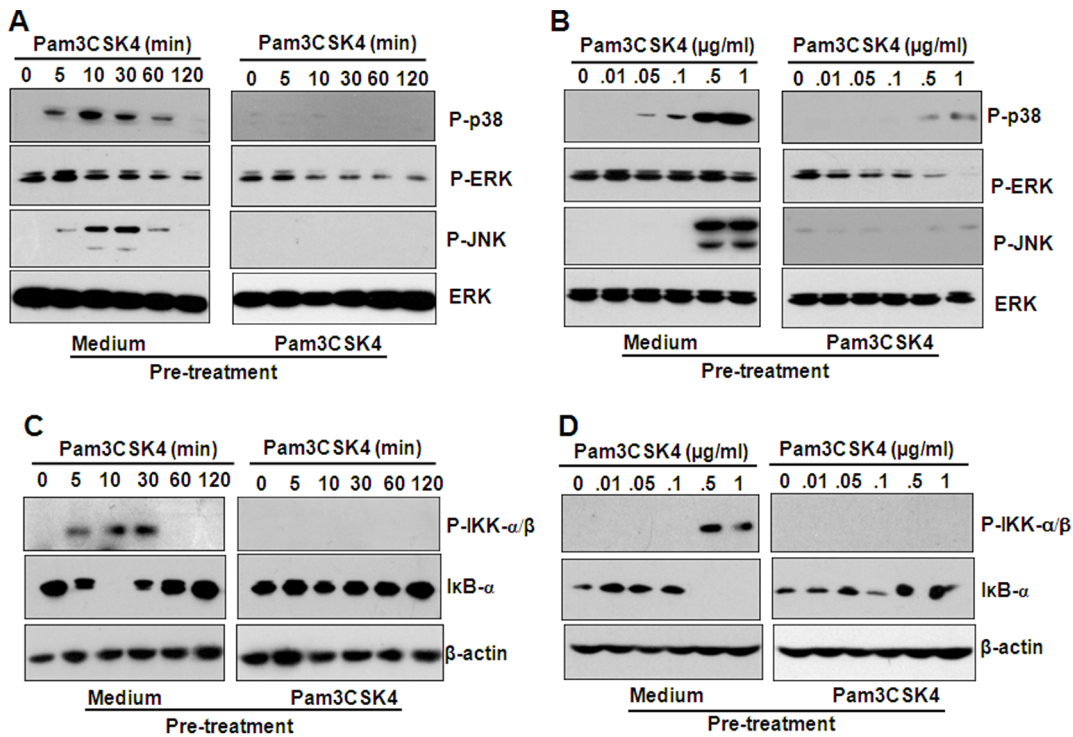 A
Pam3CSK4 (min) Pam3CSK4 (min)
0 5 10 30 60 120 0 5 10 30 60 120
P-p38
P-ERK
P-JNK
ERK
Medium Pam3CSK4
Pre-treatment
B
Pam3CSK4 (µg/ml) Pam3CSK4 (µg/ml)
0 .01 .05 .1 .5 1 0 .01 .05 .1 .5 1
P-p38
P-ERK
P-JNK
ERK
Medium Pam3CSK4
Pre-treatment
C
Pam3CSK4 (min) Pam3CSK4 (min)
0 5 10 30 60 120 0 5 10 30 60 120
P-IKK-α/β
IκB-α
β-actin
Medium Pam3CSK4
Pre-treatment
D
Pam3CSK4 (µg/ml) Pam3CSK4 (µg/ml)
0 .01 .05 .1 .5 1 0 .01 .05 .1 .5 1
P-IKK-α/β
IκB-α
β-actin
Medium Pam3CSK4
Pre-treatment